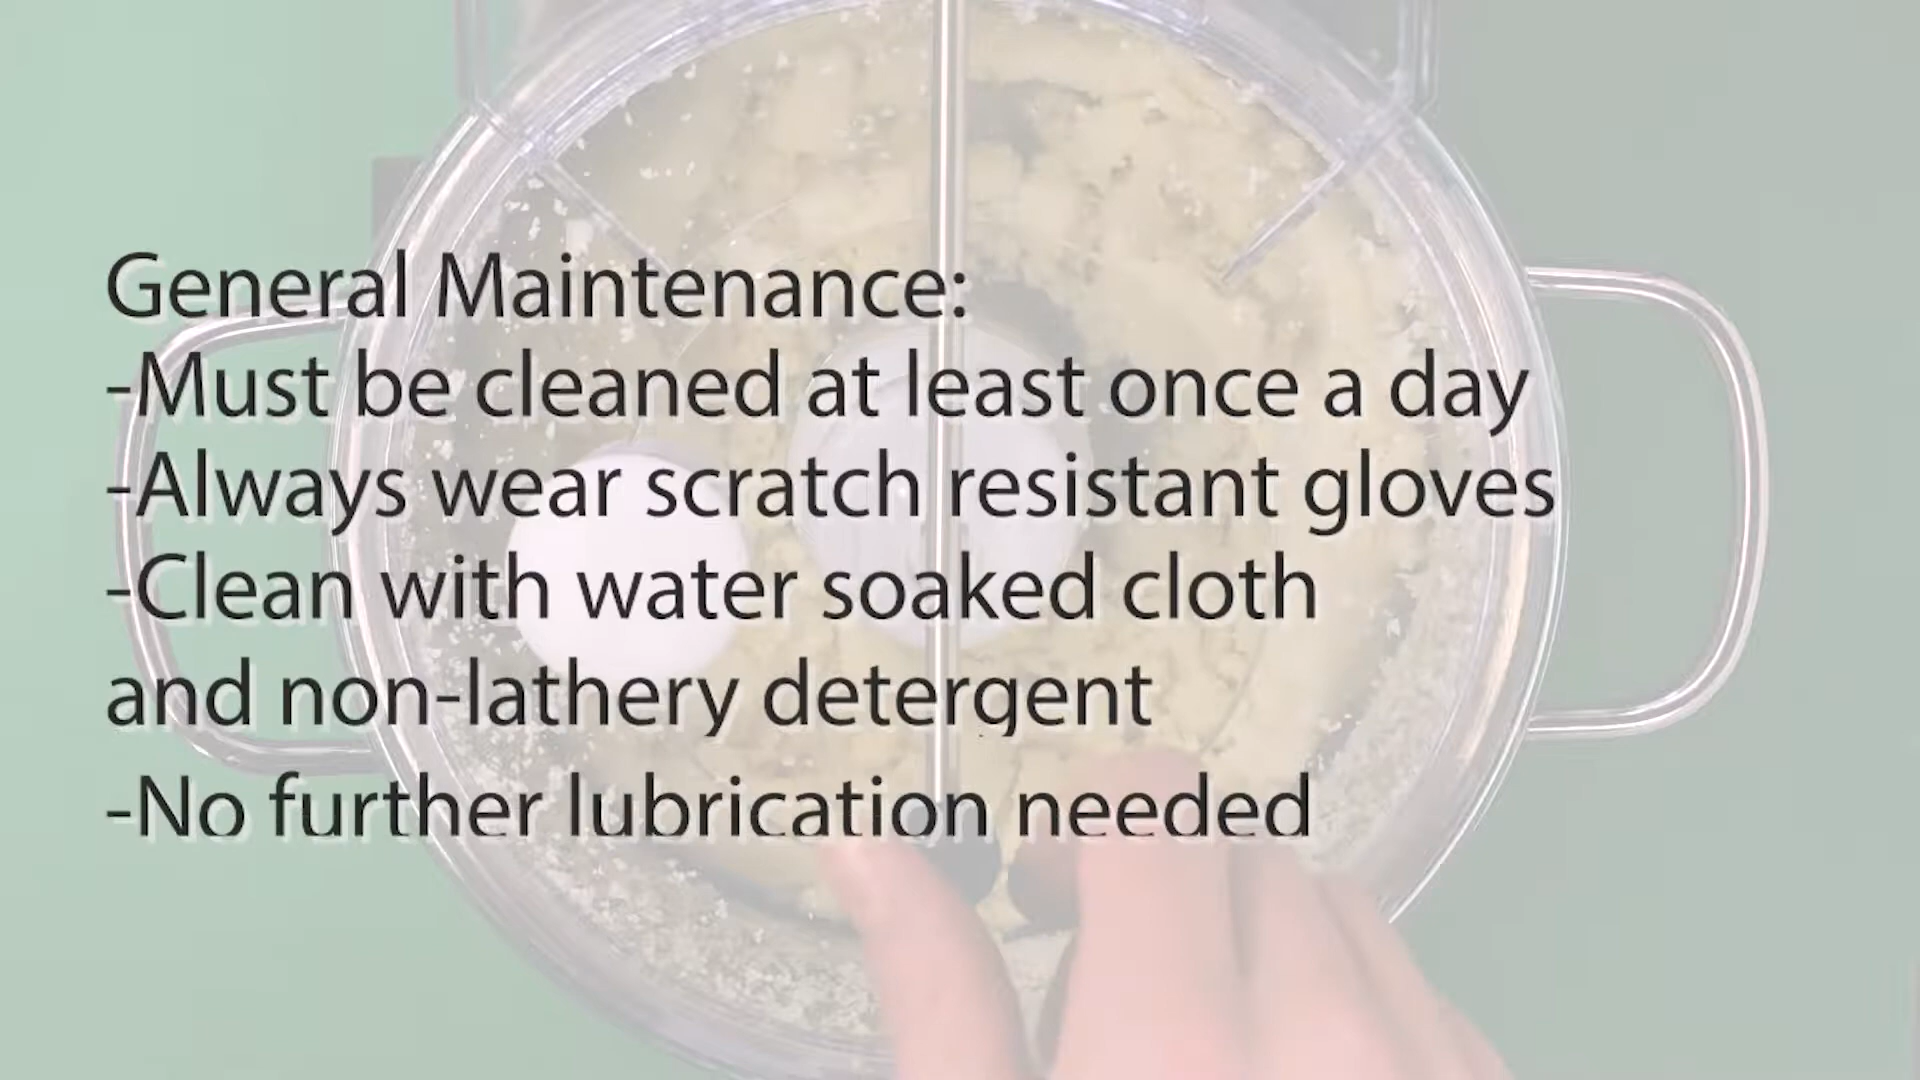 General Maintenance:
-Must be cleaned at least once a day
-Always wear scratch resistant gloves
-Clean with water soaked cloth
and non-lathery detergent
-No further lubrication needed